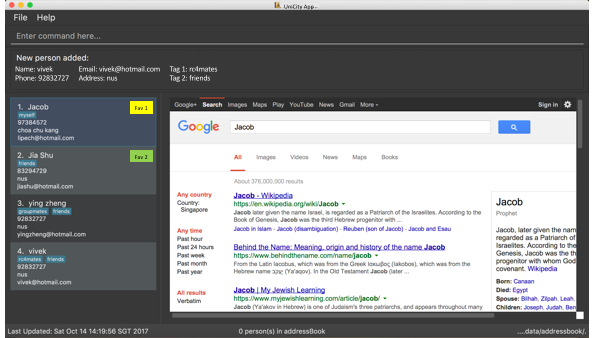 UniCity App -
File Help
Enter command here...
New person added:
Name: vivek Email: vivek@hotmail.com Tag 1: rc4mates
Phone: 92832727 Address: nus Tag 2: friends
1. Jacob Fav 1
myself
97384572
choa chu kang
lipech@hotmail.com
2. Jia Shu Fav 2
friends
83294729
nus
jiashu@hotmail.com
3. ying zheng
groupmates friends
92832727
nus
yingzheng@hotmail.com
4. vivek
rc4mates friends
92832727
nus
vivek@hotmail.com
Google+ Search Images Maps Play YouTube News Gmail More Sign in
Google Jacob
All Images Videos News Maps Books
About 376,000,000 results
Any country
Country:
Singapore
Any time
Past hour
Past 24 hours
Past week
Past month
Past year
All results
Verbatim
Jacob - Wikipedia
https://en.wikipedia.org/wiki/Jacob
Jacob later given the name Israel, is regarded as a Patriarch of the Israelites. According to the
Book of Genesis, Jacob was the third Hebrew progenitor with ...
Jacob in Islam - Jacob (disambiguation) - Reuben (son of Jacob) - Jacob and Esau
Behind the Name: Meaning, origin and history of the name Jacob
https://www.behindthename.com/name/jacob
From the Latin Iacobus, which was from the Greek Ιακωβος (Iakobos), which was from the
Hebrew name יַעֲקֹב (Ya'aqov). In the Old Testament Jacob (later ...
Jacob | My Jewish Learning
https://www.myjewishlearning.com/article/jacob/
Jacob (Ya'akov in Hebrew) is one of Judaism's three patriarchs, and appears throughout many
Jacob
Prophet
Jacob, later given the nam
regarded as a Patriarch of
Israelites. According to the
Genesis, Jacob was the th
progenitor with whom God
covenant. Wikipedia
Born: Canaan
Died: Egypt
Spouse: Bilhah, Zilpah, Leah,
Children: Joseph, Judah, Ben
Last Updated: Sat Oct 14 14:19:56 SGT 2017 0 person(s) in addressBook ....data/addressbook/.